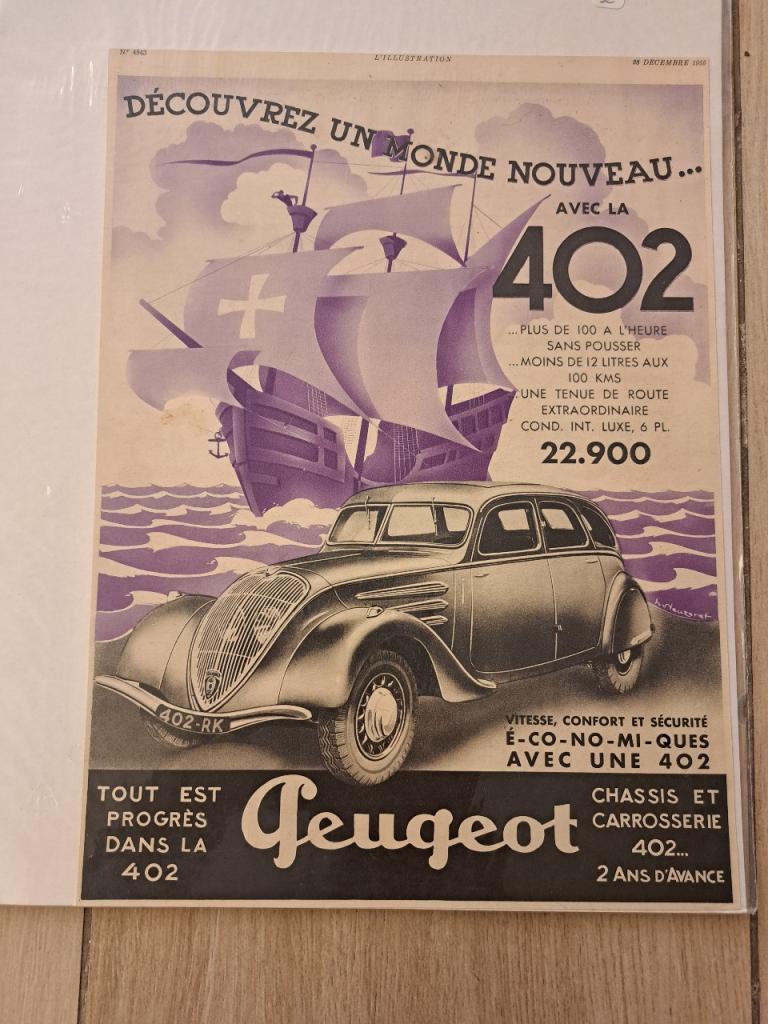 L'ILLUSTRATION
DÉCOUVREZ UN MONDE NOUVEAU...
AVEC LA
402
...PLUS DE 100 A L'HEURE
SANS POUSSER
...MOINS DE 12 LITRES AUX
100 KMS
UNE TENUE DE ROUTE
EXTRAORDINAIRE
COND. INT. LUXE, 6 PL.
22.900
402-RK
VITESSE, CONFORT ET SÉCURITÉ
É-CO-NO-MI-QUES
AVEC UNE 402
TOUT EST
PROGRÈS
DANS LA
402
Peugeot
CHASSIS ET
CARROSSERIE
402...
2 ANS D'AVANCE